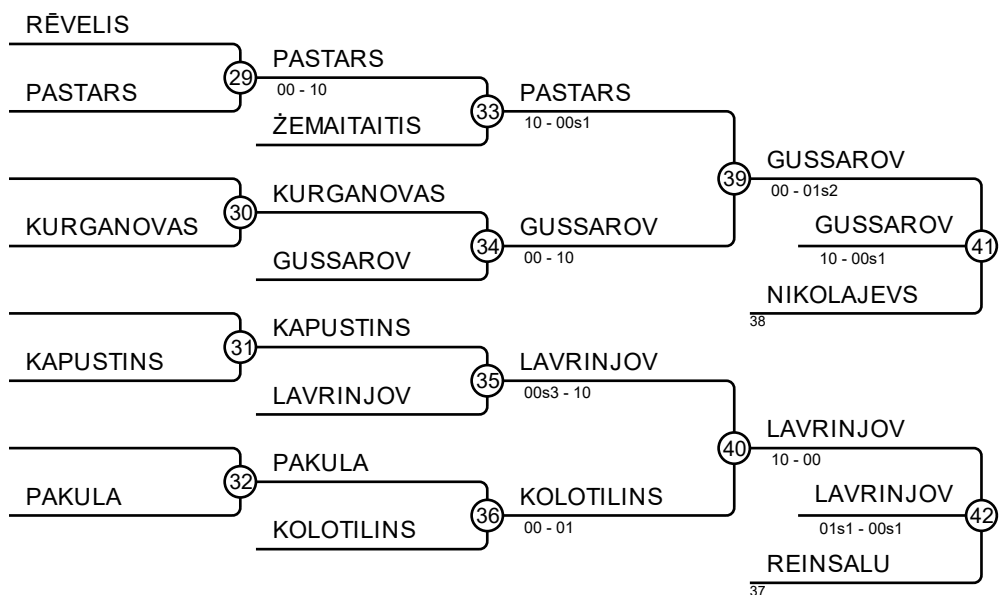 RĒVELIS
29
PASTARS
PASTARS
00 - 10
33
ŻEMAITAITIS
PASTARS
10 - 00s1
39
KURGANOVAS
30
KURGANOVAS
34
GUSSAROV
GUSSAROV
00 - 10
GUSSAROV
00 - 01s2
GUSSAROV
10 - 00s1
41
NIKOLAJEVS
38
KAPUSTINS
31
KAPUSTINS
35
LAVRINJOV
LAVRINJOV
00s3 - 10
40
PAKULA
32
PAKULA
36
KOLOTILINS
KOLOTILINS
00 - 01
LAVRINJOV
10 - 00
LAVRINJOV
01s1 - 00s1
42
REINSALU
37